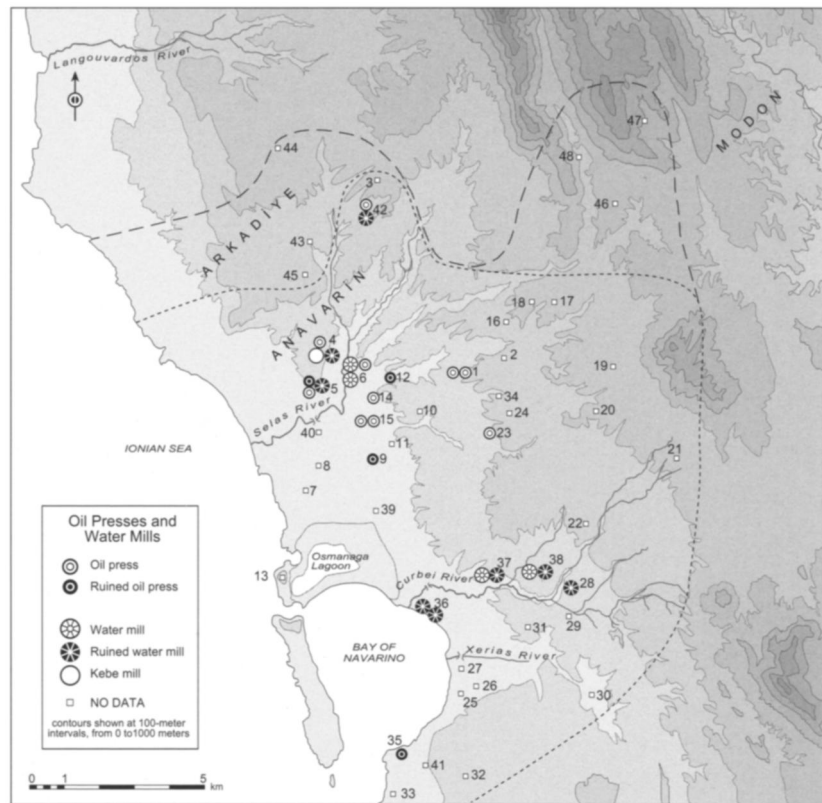 Langouvardos River
MODON
47
48
44
3
46
42
ARKADIYE
43
45
ANAVARIN
18
17
16
4
2
19
6
12
1
5
14
34
20
Selas River
10
24
15
23
40
11
21
IONIAN SEA
8
9
7
39
22
Oil Presses and
Water Mills
Oil press
Ruined oil press
Water mill
Ruined water mill
Kebe mill
NO DATA
contours shown at 100-meter
intervals, from 0 to1000 meters
0 1 5
km
13
Osmanaga
Lagoon
37
38
Curbei River
28
36
29
31
BAY OF
NAVARINO
Xerias River
27
26
25
30
35
41
32
33